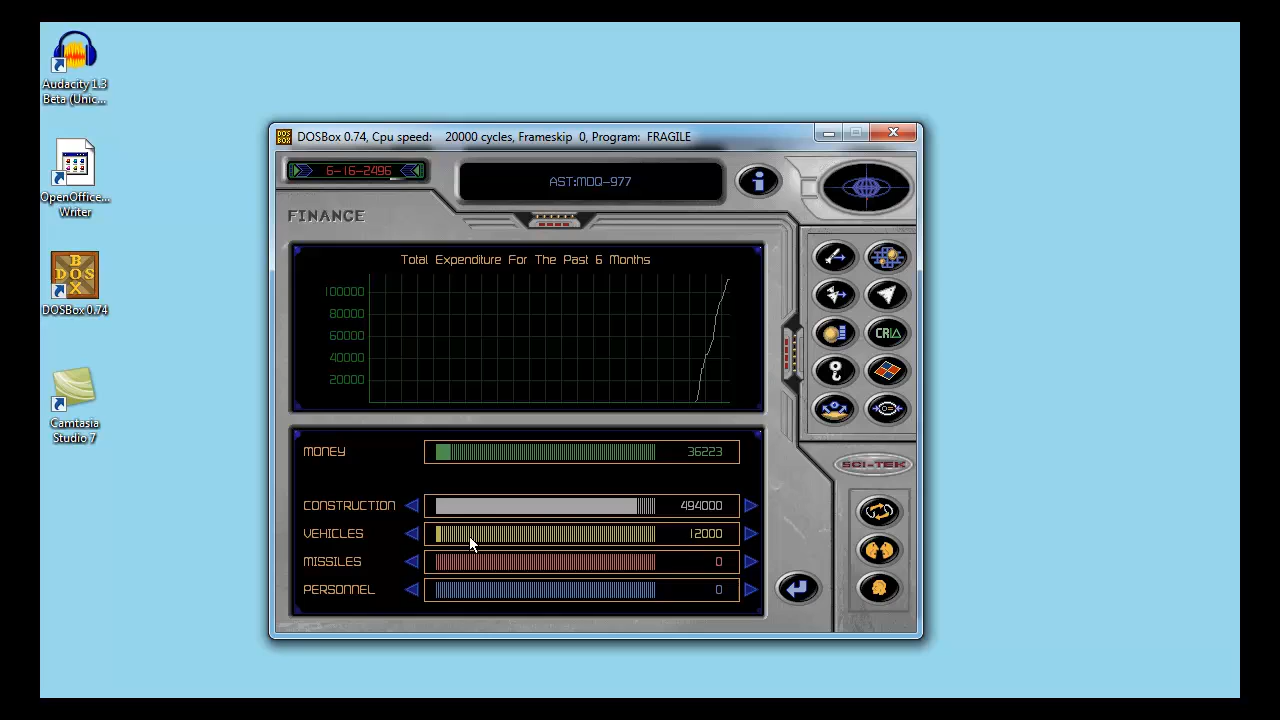 Audacity 1.3
Beta (Unic...
OpenOffice...
Writer
DOSBox 0.74
Camtasia
Studio 7
DOSBox 0.74, Cpu speed: 20000 cycles, Frameskip 0, Program: FRAGILE
6-16-2496
AST:MDQ-977
FINANCE
Total Expenditure For The Past 6 Months
100000
80000
60000
40000
20000
MONEY 36223
CONSTRUCTION 494000
VEHICLES 12000
MISSILES 0
PERSONNEL 0
SCI-TEK